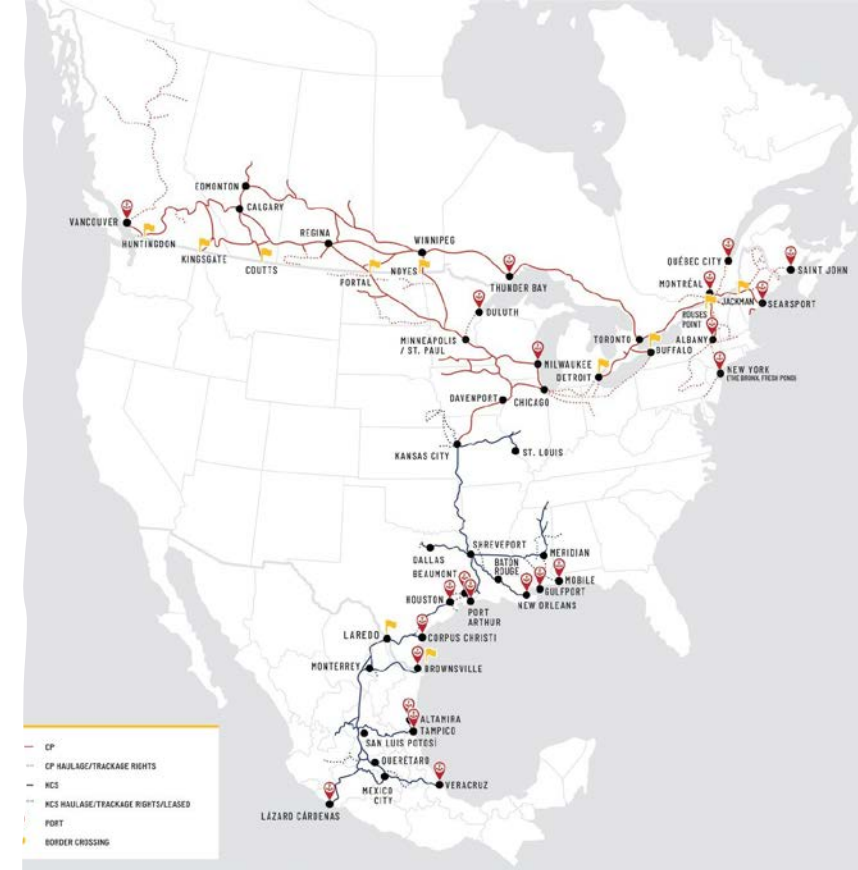 EDMONTON
CALGARY
VANCOUVER
HUNTINGDON
KINGSGATE
COUTTS
REGINA
WINNIPEG
PORTAL
NOYES
THUNDER BAY
DULUTH
MINNEAPOLIS
/ ST. PAUL
MILWAUKEE
DETROIT
DAVENPORT
CHICAGO
TORONTO
BUFFALO
QUÉBEC CITY
MONTRÉAL
JACKMAN
SAINT JOHN
SEARSPORT
ROUSES
POINT
ALBANY
NEW YORK
(THE BRONX, FRESH POND)
KANSAS CITY
ST. LOUIS
SHREVEPORT
MERIDIAN
DALLAS
BATON
ROUGE
BEAUMONT
MOBILE
GULFPORT
HOUSTON
NEW ORLEANS
PORT
ARTHUR
LAREDO
CORPUS CHRISTI
MONTERREY
BROWNSVILLE
ALTAMIRA
TAMPICO
SAN LUIS POTOSÍ
QUERÉTARO
MEXICO
CITY
VERACRUZ
LÁZARO CÁRDENAS
CP
CP HAULAGE/TRACKAGE RIGHTS
KCS
KCS HAULAGE/TRACKAGE RIGHTS/LEASED
PORT
BORDER CROSSING